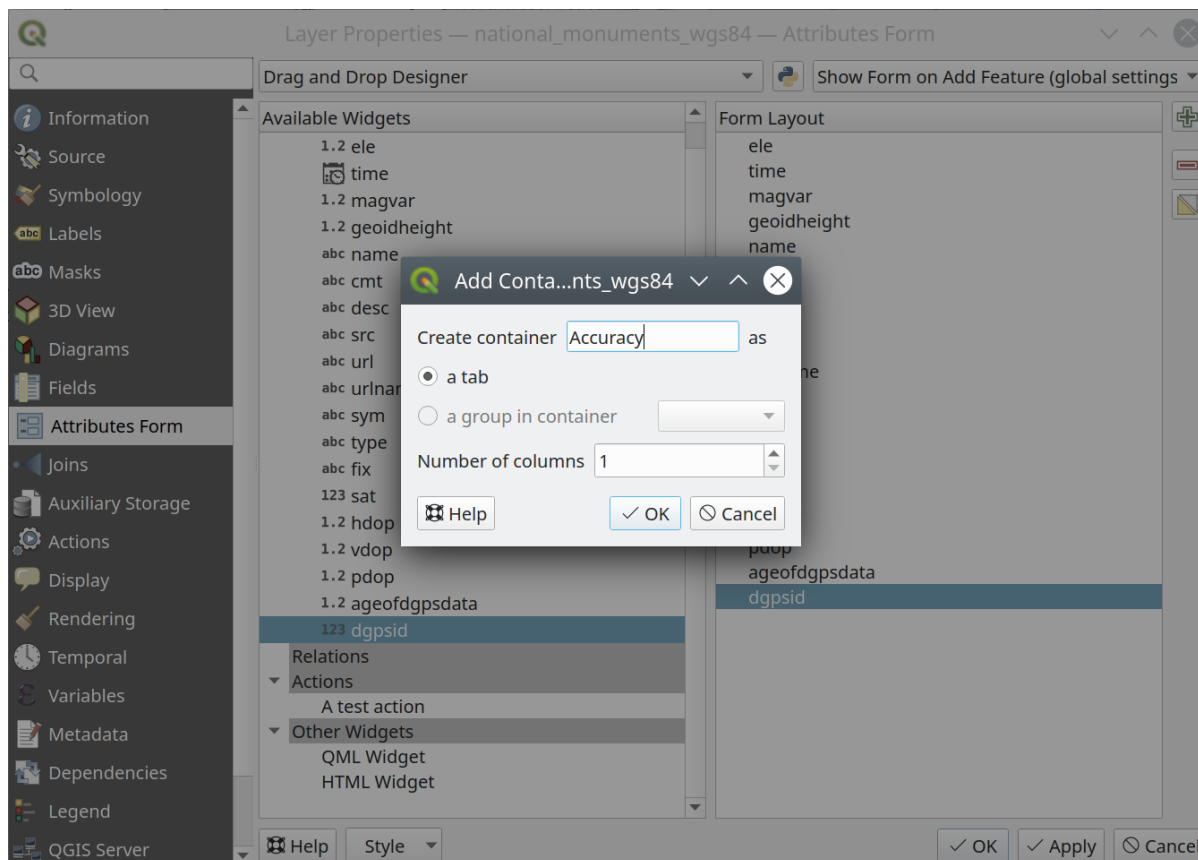 Layer Properties — national_monuments_wgs84 — Attributes Form
Drag and Drop Designer
Show Form on Add Feature (global settings
Information
Source
Symbology
abc Labels
abc Masks
3D View
Diagrams
Fields
Attributes Form
Joins
Auxiliary Storage
Actions
Display
Rendering
Temporal
Variables
Metadata
Dependencies
Legend
QGIS Server
Available Widgets
1.2 ele
time
1.2 magvar
1.2 geoidheight
abc name
abc cmt
abc desc
abc src
abc url
abc urlnar
abc sym
abc type
abc fix
123 sat
1.2 hdop
1.2 vdop
1.2 pdop
1.2 ageofdgpsdata
123 dgpsid
Relations
Actions
A test action
Other Widgets
QML Widget
HTML Widget
Form Layout
ele
time
magvar
geoidheight
name
me
pdop
ageofdgpsdata
dgpsid
Add Conta...nts_wgs84
Create container Accuracy as
a tab
a group in container
Number of columns 1
Help OK Cancel
Help Style OK Apply Cancel